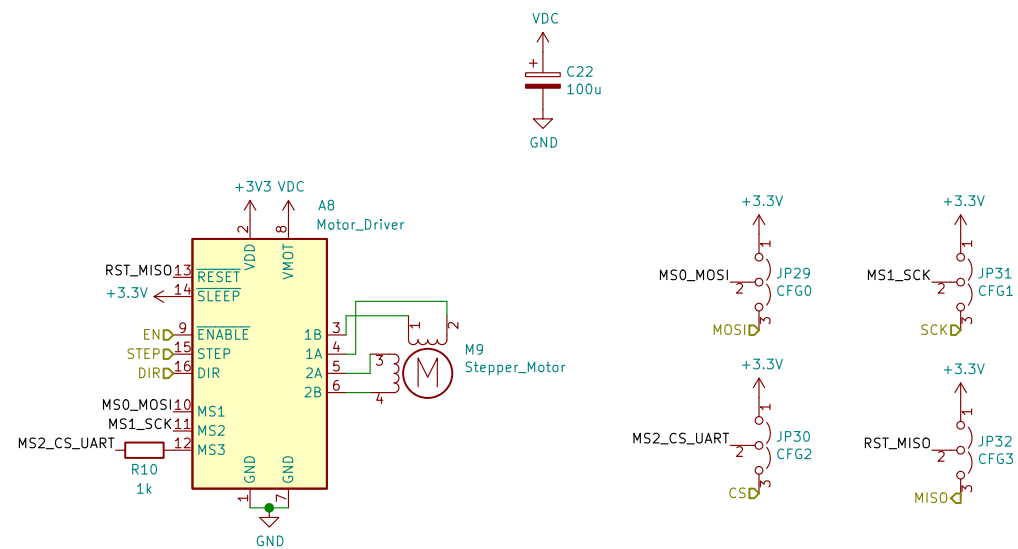 VDC
+
C22
100u
GND
+3V3 VDC
A8
Motor_Driver
2
8
VDD
VMOT
RST_MISO 13 RESET
+3.3V 14 SLEEP
EN 9 ENABLE
STEP 15 STEP
DIR 16 DIR
MS0_MOSI 10 MS1
MS1_SCK 11 MS2
MS2_CS_UART 12 MS3
R10
1k
1B 3
1A 4
2A 5
2B 6
1
2
3
4
M
M9
Stepper_Motor
GND
GND
1
7
GND
+3.3V
1
MS0_MOSI
2
JP29
CFG0
3
MOSI
+3.3V
1
MS1_SCK
2
JP31
CFG1
3
SCK
+3.3V
1
MS2_CS_UART
2
JP30
CFG2
3
CS
+3.3V
1
RST_MISO
2
JP32
CFG3
3
MISO